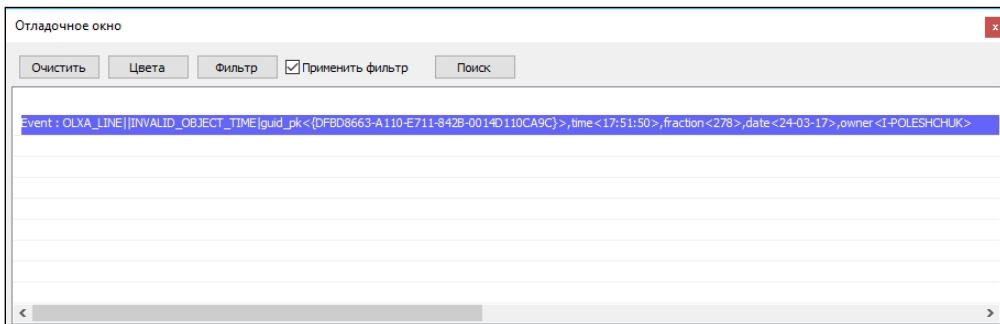 Отладочное окно
x
Очистить Цвета Фильтр Применить фильтр Поиск
Event : OLXA_LINE||INVALID_OBJECT_TIME|guid_pk<{DFBD8663-A110-E711-842B-0014D110CA9C}>,time<17:51:50>,fraction<278>,date<24-03-17>,owner<I-POLESHCHUK>